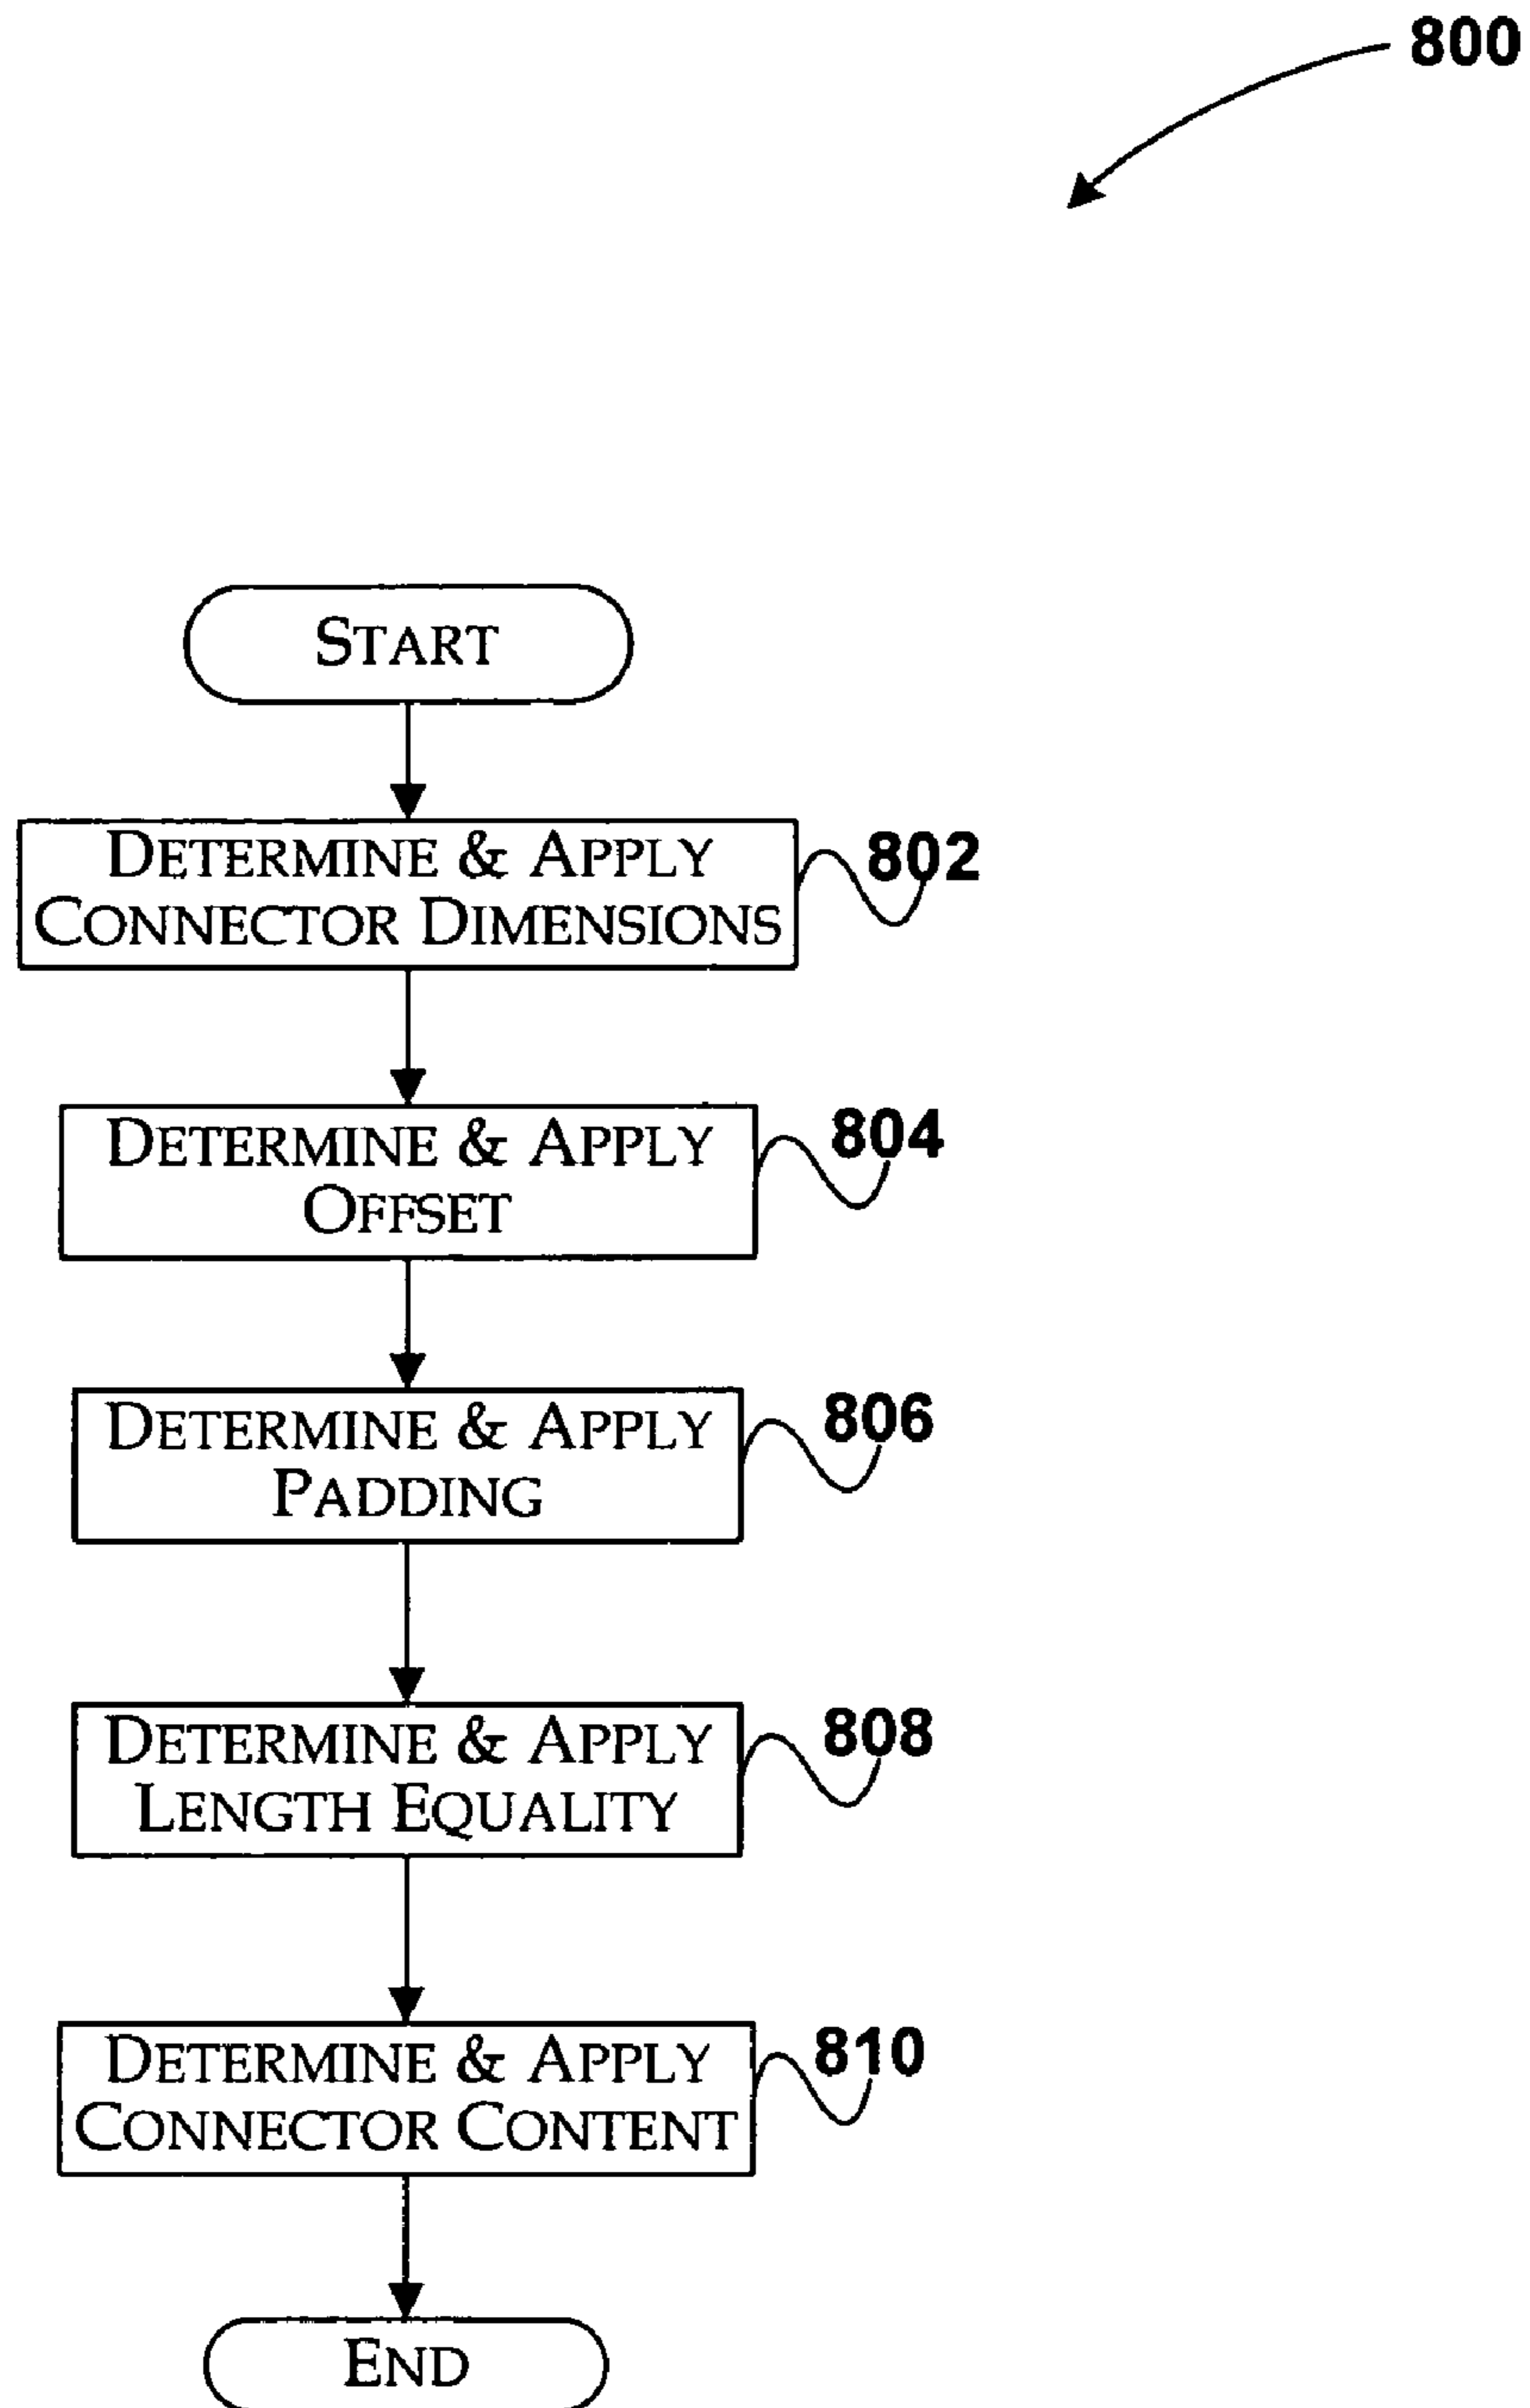 800
START
DETERMINE & APPLY
CONNECTOR DIMENSIONS
802
DETERMINE & APPLY
OFFSET
804
DETERMINE & APPLY
PADDING
806
DETERMINE & APPLY
LENGTH EQUALITY
808
DETERMINE & APPLY
CONNECTOR CONTENT
810
END